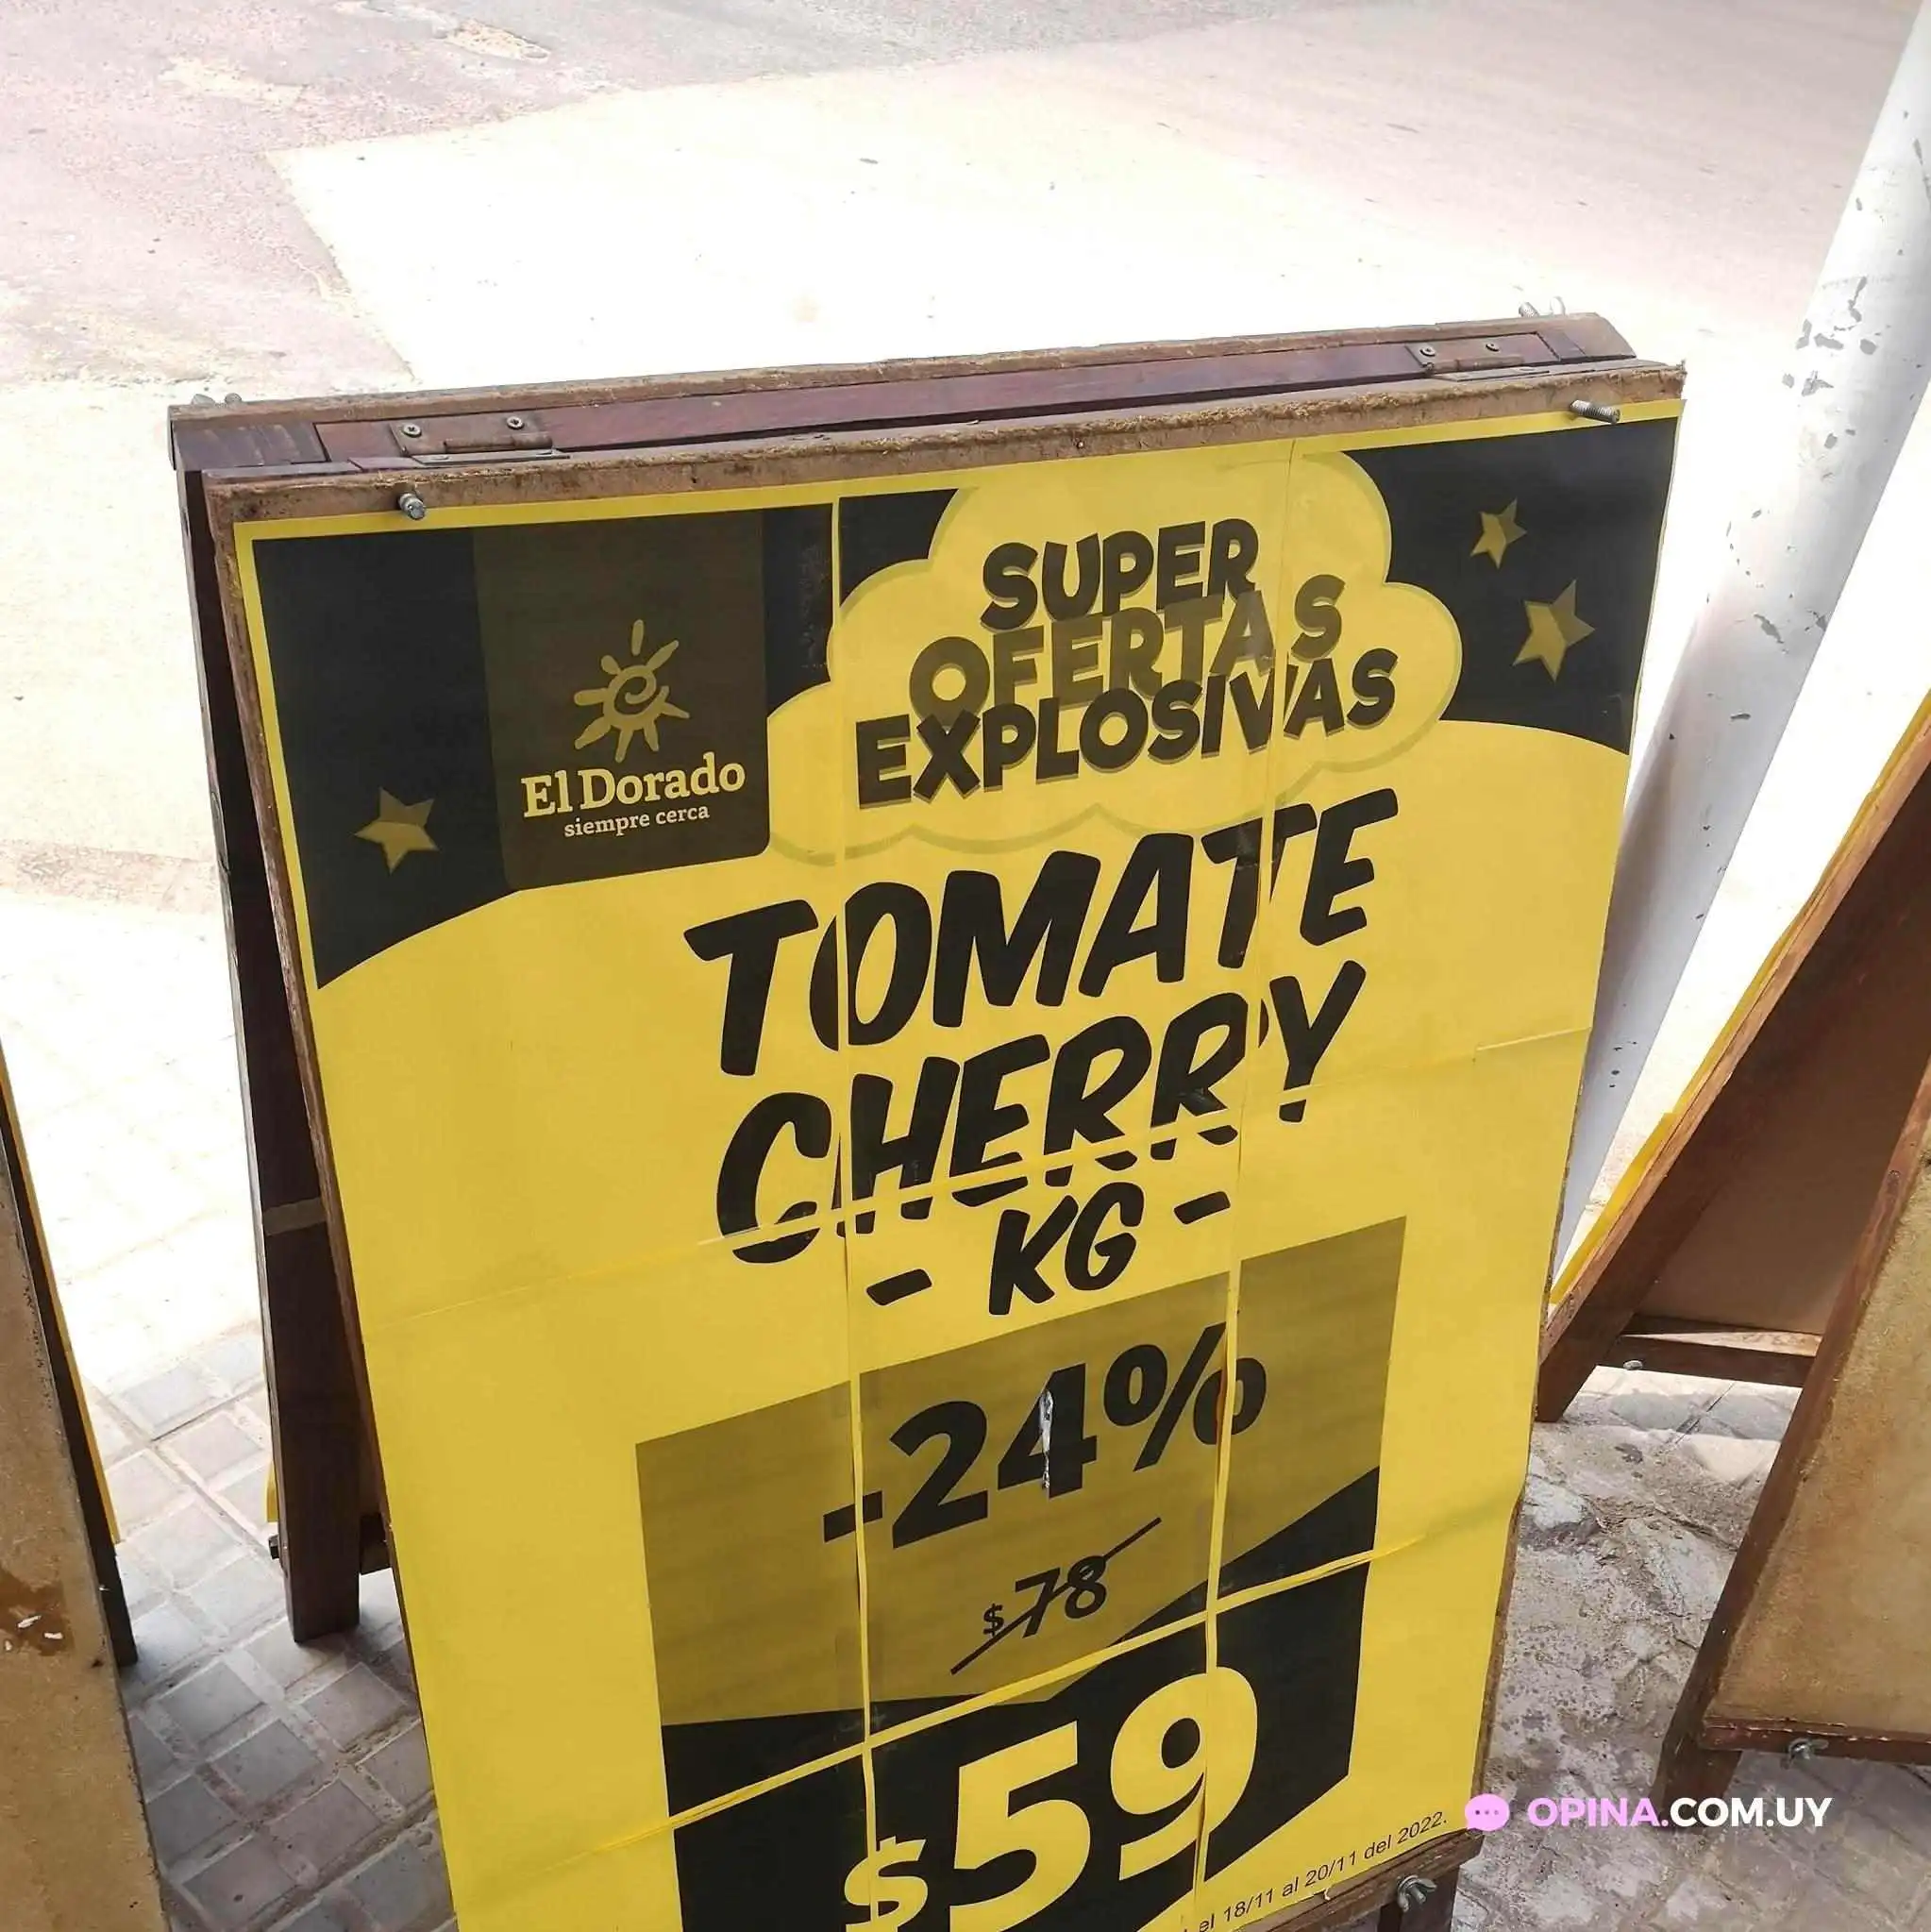 El Dorado
siempre cerca
SUPER
OFERTAS
EXPLOSIVAS
TOMATE
CHERRY
- KG -
-24%
$78
$59
el 18/11 al 20/11 del 2022.
OPINA.COM.UY